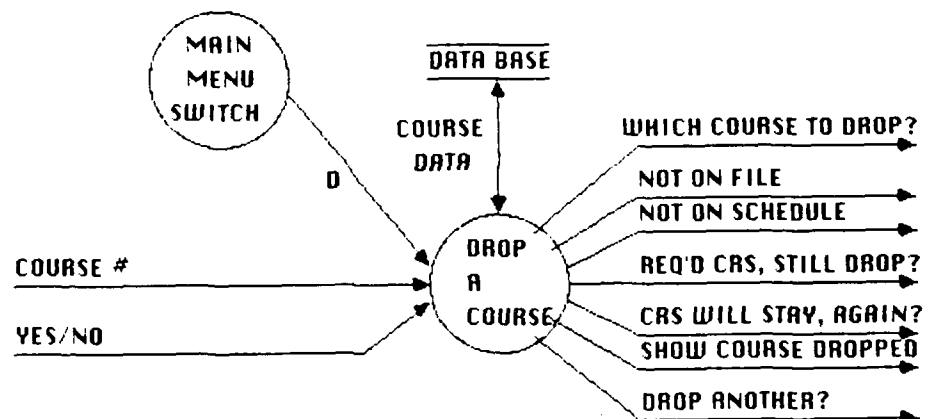 MAIN
MENU
SWITCH
DATA BASE
COURSE
DATA
D
COURSE #
YES/NO
DROP
A
COURSE
WHICH COURSE TO DROP?
NOT ON FILE
NOT ON SCHEDULE
REQ'D CRS, STILL DROP?
CRS WILL STAY, AGAIN?
SHOW COURSE DROPPED
DROP ANOTHER?